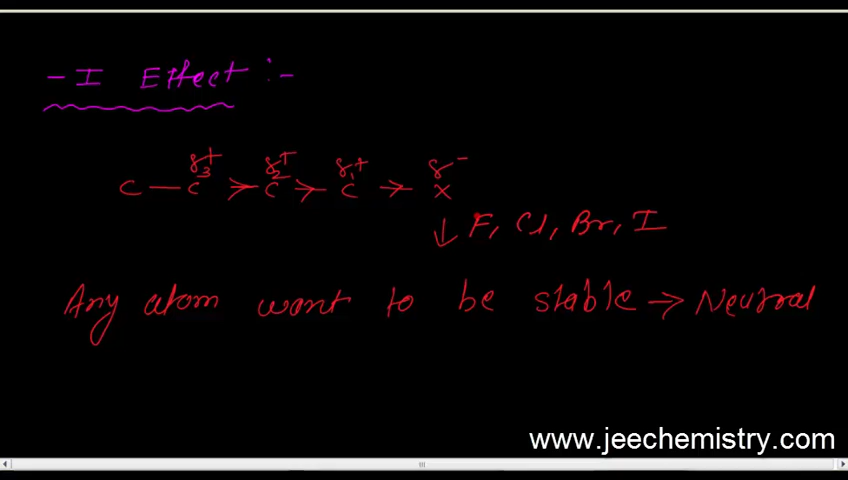 - I Effect :-
δ₃+ δ₂+ δ₁+ δ-
C — C → C → C → X
↓ F, Cl, Br, I
Any atom want to be stable → Neutral
www.jeechemistry.com